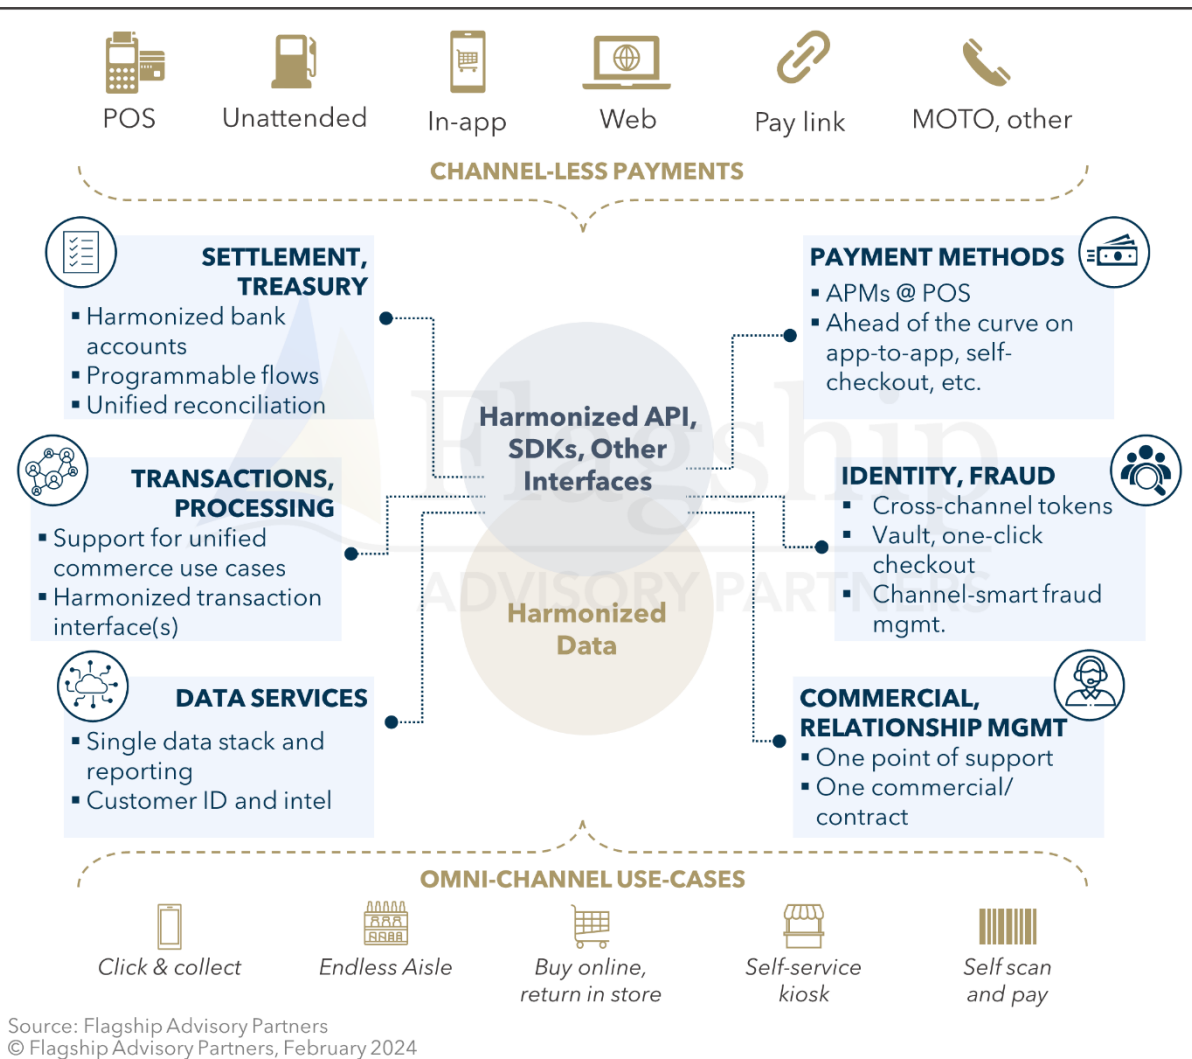 POS
Unattended
In-app
Web
Pay link
MOTO, other
CHANNEL-LESS PAYMENTS
SETTLEMENT,
TREASURY
▪ Harmonized bank
accounts
▪ Programmable flows
▪ Unified reconciliation
TRANSACTIONS,
PROCESSING
▪ Support for unified
commerce use cases
▪ Harmonized transaction
interface(s)
DATA SERVICES
▪ Single data stack and
reporting
▪ Customer ID and intel
Harmonized API,
SDKs, Other
Interfaces
Harmonized
Data
Flagship
ADVISORY PARTNERS
PAYMENT METHODS
▪ APMs @ POS
▪ Ahead of the curve on
app-to-app, self-
checkout, etc.
IDENTITY, FRAUD
▪ Cross-channel tokens
▪ Vault, one-click
checkout
▪ Channel-smart fraud
mgmt.
COMMERCIAL,
RELATIONSHIP MGMT
▪ One point of support
▪ One commercial/
contract
OMNI-CHANNEL USE-CASES
Click & collect
Endless Aisle
Buy online,
return in store
Self-service
kiosk
Self scan
and pay
Source: Flagship Advisory Partners
© Flagship Advisory Partners, February 2024